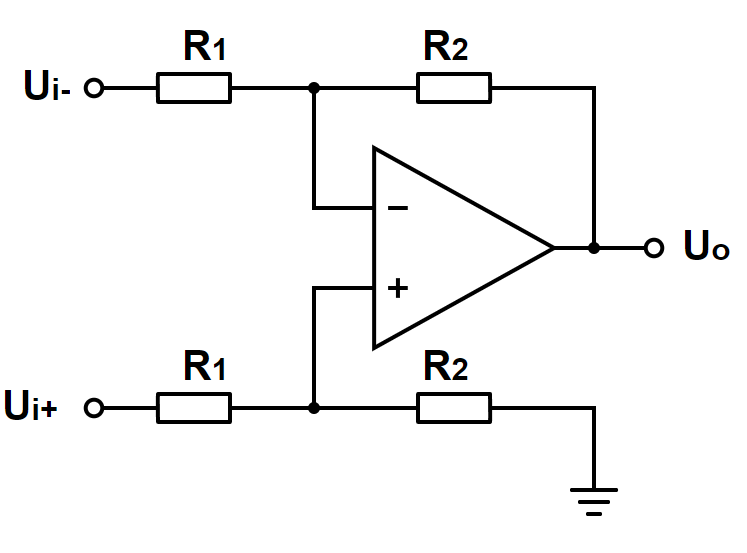 R1 R2
Ui-
−
Uo
+
R1 R2
Ui+